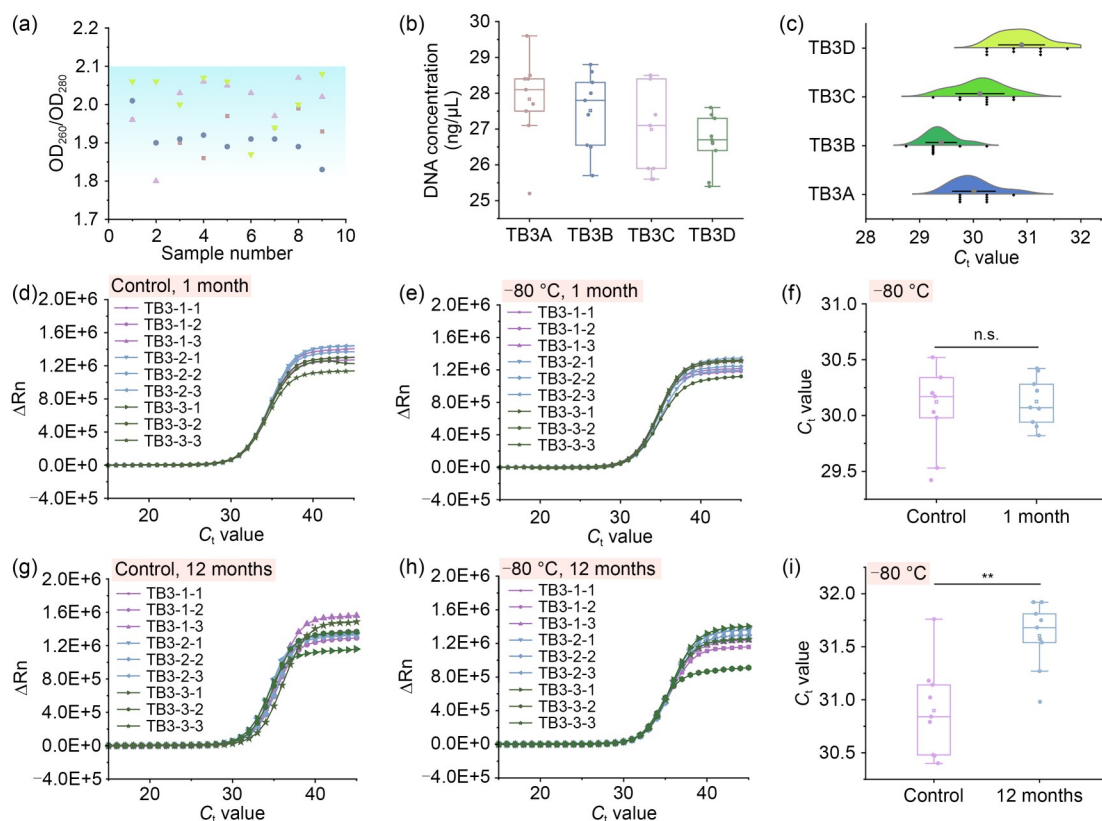 (a)
2.2
2.1
2.0
1.9
1.8
1.7
OD260/OD280
0 2 4 6 8 10
Sample number
(b)
30
29
28
27
26
25
DNA concentration
(ng/μL)
TB3A TB3B TB3C TB3D
(c)
TB3D
TB3C
TB3B
TB3A
28 29 30 31 32
Ct value
(d)
Control, 1 month
2.0E+6
1.6E+6
1.2E+6
8.0E+5
4.0E+5
0.0E+0
−4.0E+5
ΔRn
TB3-1-1
TB3-1-2
TB3-1-3
TB3-2-1
TB3-2-2
TB3-2-3
TB3-3-1
TB3-3-2
TB3-3-3
20 30 40
Ct value
(e)
−80 °C, 1 month
2.0E+6
1.6E+6
1.2E+6
8.0E+5
4.0E+5
0.0E+0
−4.0E+5
ΔRn
TB3-1-1
TB3-1-2
TB3-1-3
TB3-2-1
TB3-2-2
TB3-2-3
TB3-3-1
TB3-3-2
TB3-3-3
20 30 40
Ct value
(f)
−80 °C
31.0
30.5
30.0
29.5
Ct value
n.s.
Control 1 month
(g)
Control, 12 months
2.0E+6
1.6E+6
1.2E+6
8.0E+5
4.0E+5
0.0E+0
−4.0E+5
ΔRn
TB3-1-1
TB3-1-2
TB3-1-3
TB3-2-1
TB3-2-2
TB3-2-3
TB3-3-1
TB3-3-2
TB3-3-3
20 30 40
Ct value
(h)
−80 °C, 12 months
2.0E+6
1.6E+6
1.2E+6
8.0E+5
4.0E+5
0.0E+0
−4.0E+5
ΔRn
TB3-1-1
TB3-1-2
TB3-1-3
TB3-2-1
TB3-2-2
TB3-2-3
TB3-3-1
TB3-3-2
TB3-3-3
20 30 40
Ct value
(i)
−80 °C
32.0
31.5
31.0
30.5
Ct value
**
Control 12 months